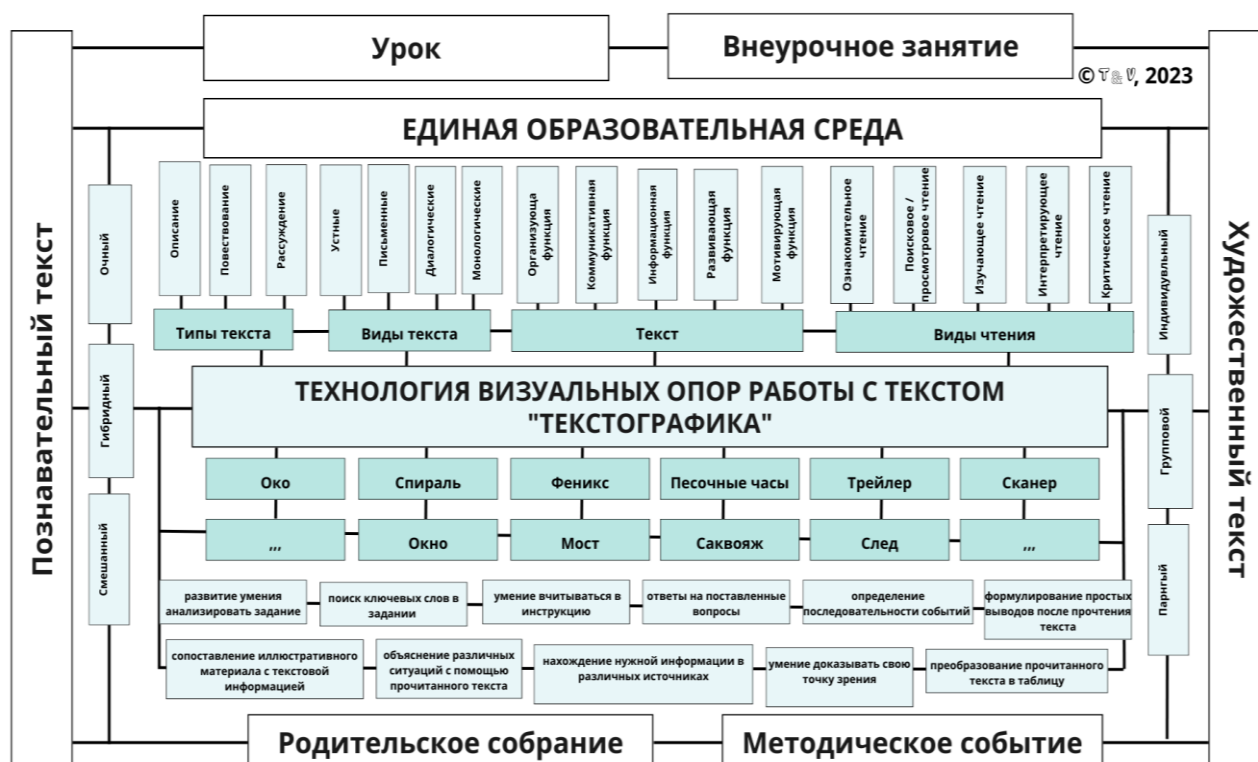 Урок
Внеурочное занятие
© T & V, 2023
Познавательный текст
Художественный текст
ЕДИНАЯ ОБРАЗОВАТЕЛЬНАЯ СРЕДА
Очный
Гибридный
Смешанный
Описание
Повествование
Рассуждение
Устные
Письменные
Диалогические
Монологические
Организующа
функция
Коммуникативная
функция
Информационная
функция
Развивающая
функция
Мотивирующая
функция
Ознакомительное
чтение
Поисковое /
просмотровое чтение
Изучающее чтение
Интерпретирующее
чтение
Критическое чтение
Индивидувльный
Групповой
Парнгый
Типы текста
Виды текста
Текст
Виды чтения
ТЕХНОЛОГИЯ ВИЗУАЛЬНЫХ ОПОР РАБОТЫ С ТЕКСТОМ
"ТЕКСТОГРАФИКА"
Око
Спираль
Феникс
Песочные часы
Трейлер
Сканер
,,,
Окно
Мост
Саквояж
След
,,,
развитие умения
анализировать задание
поиск ключевых слов в
задании
умение вчитываться в
инструкцию
ответы на поставленные
вопросы
определение
последовательности событий
формулирование простых
выводов после прочтения
текста
сопоставление иллюстративного
материала с текстовой
информацией
объяснение различных
ситуаций с помощью
прочитанного текста
нахождение нужной информации в
различных источниках
умение доказывать свою
точку зрения
преобразование прочитанного
текста в таблицу
Родительское собрание
Методическое событие